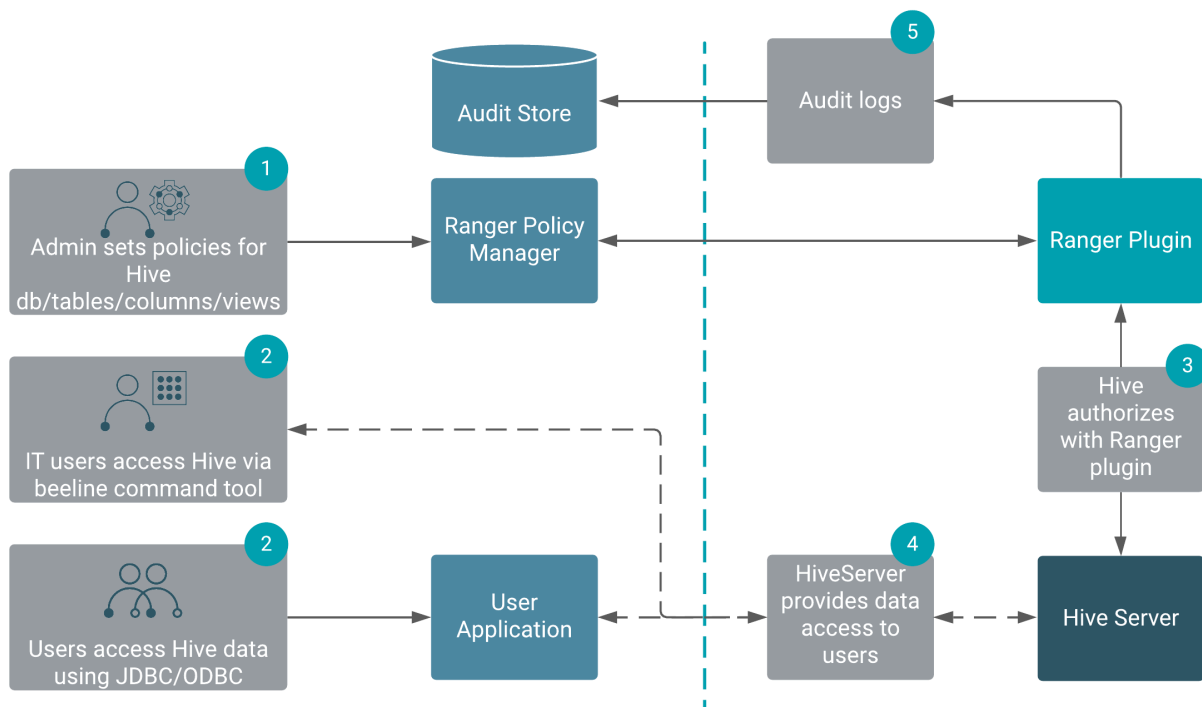 5
Audit Store
Audit logs
1
Admin sets policies for
Hive
db/tables/columns/views
Ranger Policy
Manager
Ranger Plugin
2
IT users access Hive via
beeline command tool
3
Hive
authorizes
with Ranger
plugin
2
Users access Hive data
using JDBC/ODBC
User
Application
4
HiveServer
provides data
access to
users
Hive Server